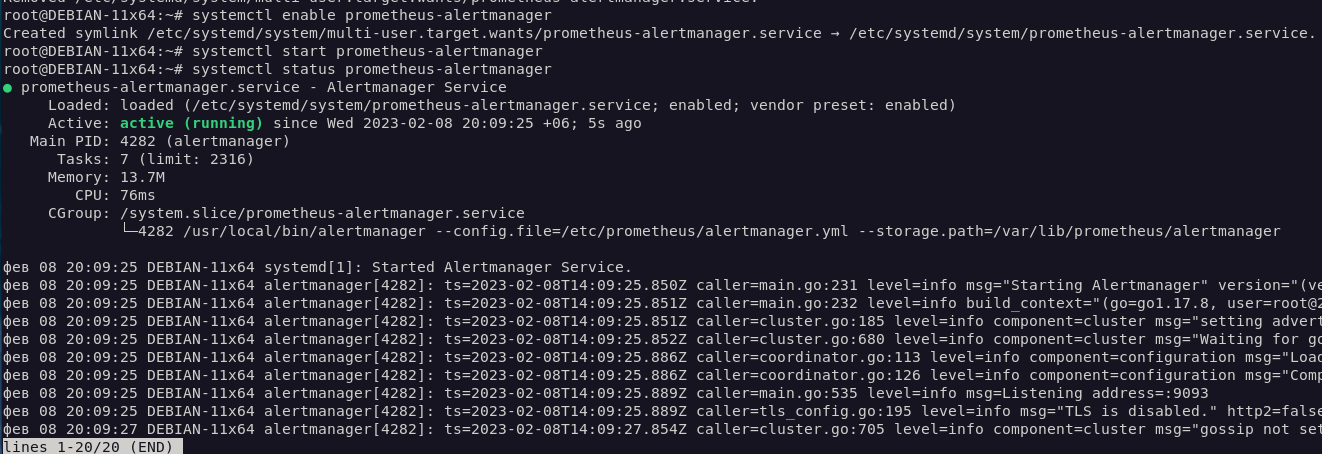 root@DEBIAN-11x64:~# systemctl enable prometheus-alertmanager
Created symlink /etc/systemd/system/multi-user.target.wants/prometheus-alertmanager.service → /etc/systemd/system/prometheus-alertmanager.service.
root@DEBIAN-11x64:~# systemctl start prometheus-alertmanager
root@DEBIAN-11x64:~# systemctl status prometheus-alertmanager
● prometheus-alertmanager.service - Alertmanager Service
Loaded: loaded (/etc/systemd/system/prometheus-alertmanager.service; enabled; vendor preset: enabled)
Active: active (running) since Wed 2023-02-08 20:09:25 +06; 5s ago
Main PID: 4282 (alertmanager)
Tasks: 7 (limit: 2316)
Memory: 13.7M
CPU: 76ms
CGroup: /system.slice/prometheus-alertmanager.service
└─4282 /usr/local/bin/alertmanager --config.file=/etc/prometheus/alertmanager.yml --storage.path=/var/lib/prometheus/alertmanager
фев 08 20:09:25 DEBIAN-11x64 systemd[1]: Started Alertmanager Service.
фев 08 20:09:25 DEBIAN-11x64 alertmanager[4282]: ts=2023-02-08T14:09:25.850Z caller=main.go:231 level=info msg="Starting Alertmanager" version="(ve
фев 08 20:09:25 DEBIAN-11x64 alertmanager[4282]: ts=2023-02-08T14:09:25.851Z caller=main.go:232 level=info build_context="(go=go1.17.8, user=root@2
фев 08 20:09:25 DEBIAN-11x64 alertmanager[4282]: ts=2023-02-08T14:09:25.851Z caller=cluster.go:185 level=info component=cluster msg="setting advert
фев 08 20:09:25 DEBIAN-11x64 alertmanager[4282]: ts=2023-02-08T14:09:25.852Z caller=cluster.go:680 level=info component=cluster msg="Waiting for go
фев 08 20:09:25 DEBIAN-11x64 alertmanager[4282]: ts=2023-02-08T14:09:25.886Z caller=coordinator.go:113 level=info component=configuration msg="Load
фев 08 20:09:25 DEBIAN-11x64 alertmanager[4282]: ts=2023-02-08T14:09:25.886Z caller=coordinator.go:126 level=info component=configuration msg="Comp
фев 08 20:09:25 DEBIAN-11x64 alertmanager[4282]: ts=2023-02-08T14:09:25.889Z caller=main.go:535 level=info msg=Listening address=:9093
фев 08 20:09:25 DEBIAN-11x64 alertmanager[4282]: ts=2023-02-08T14:09:25.889Z caller=tls_config.go:195 level=info msg="TLS is disabled." http2=false
фев 08 20:09:27 DEBIAN-11x64 alertmanager[4282]: ts=2023-02-08T14:09:27.854Z caller=cluster.go:705 level=info component=cluster msg="gossip not set
lines 1-20/20 (END)